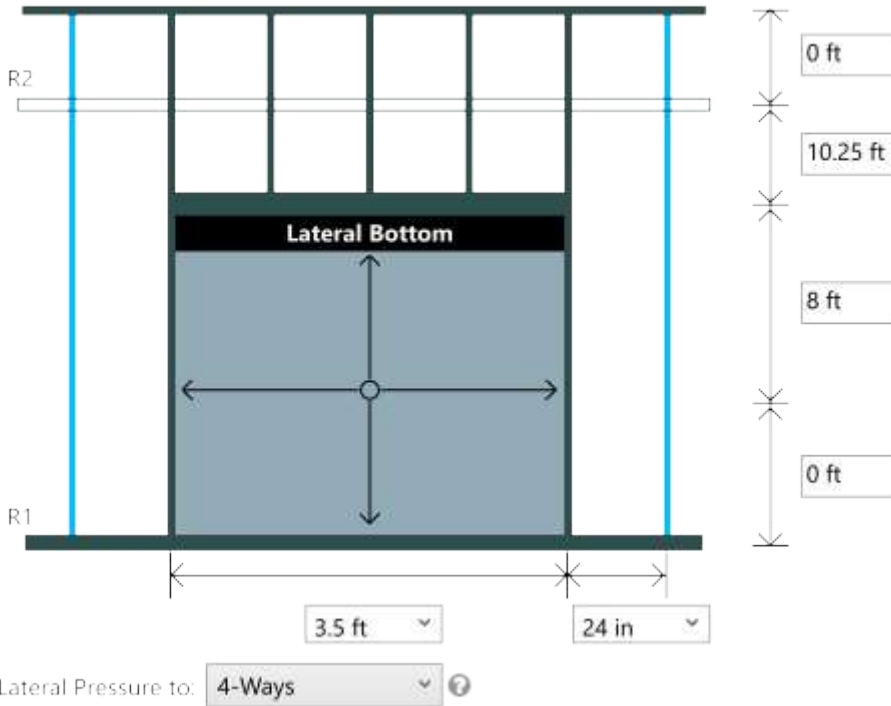 0 ft
R2
10.25 ft
Lateral Bottom
8 ft
0 ft
R1
3.5 ft
24 in
Lateral Pressure to:
4-Ways
?